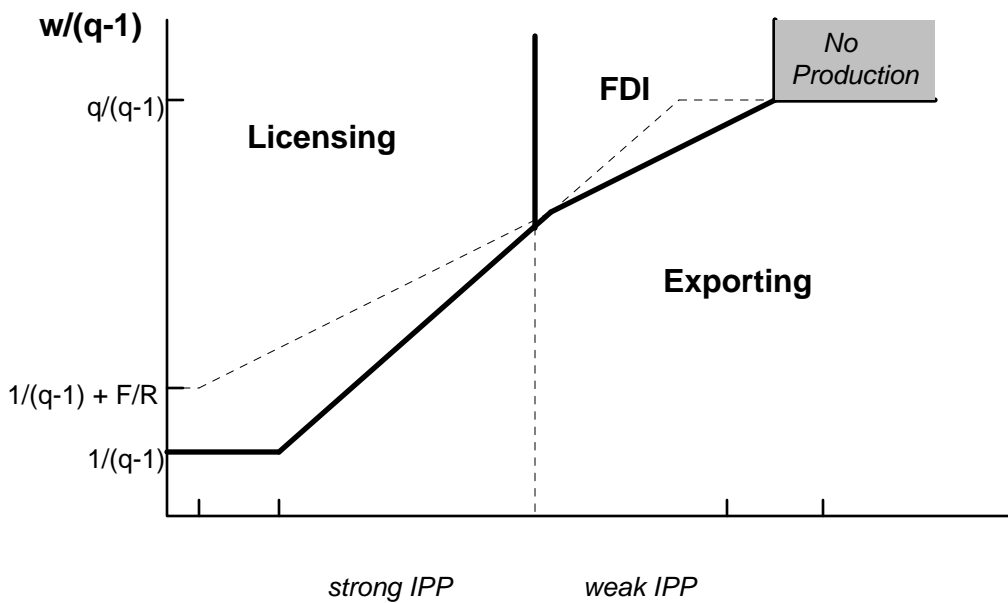 w/(q-1)
No
Production
FDI
q/(q-1)
Licensing
Exporting
1/(q-1) + F/R
1/(q-1)
strong IPP weak IPP